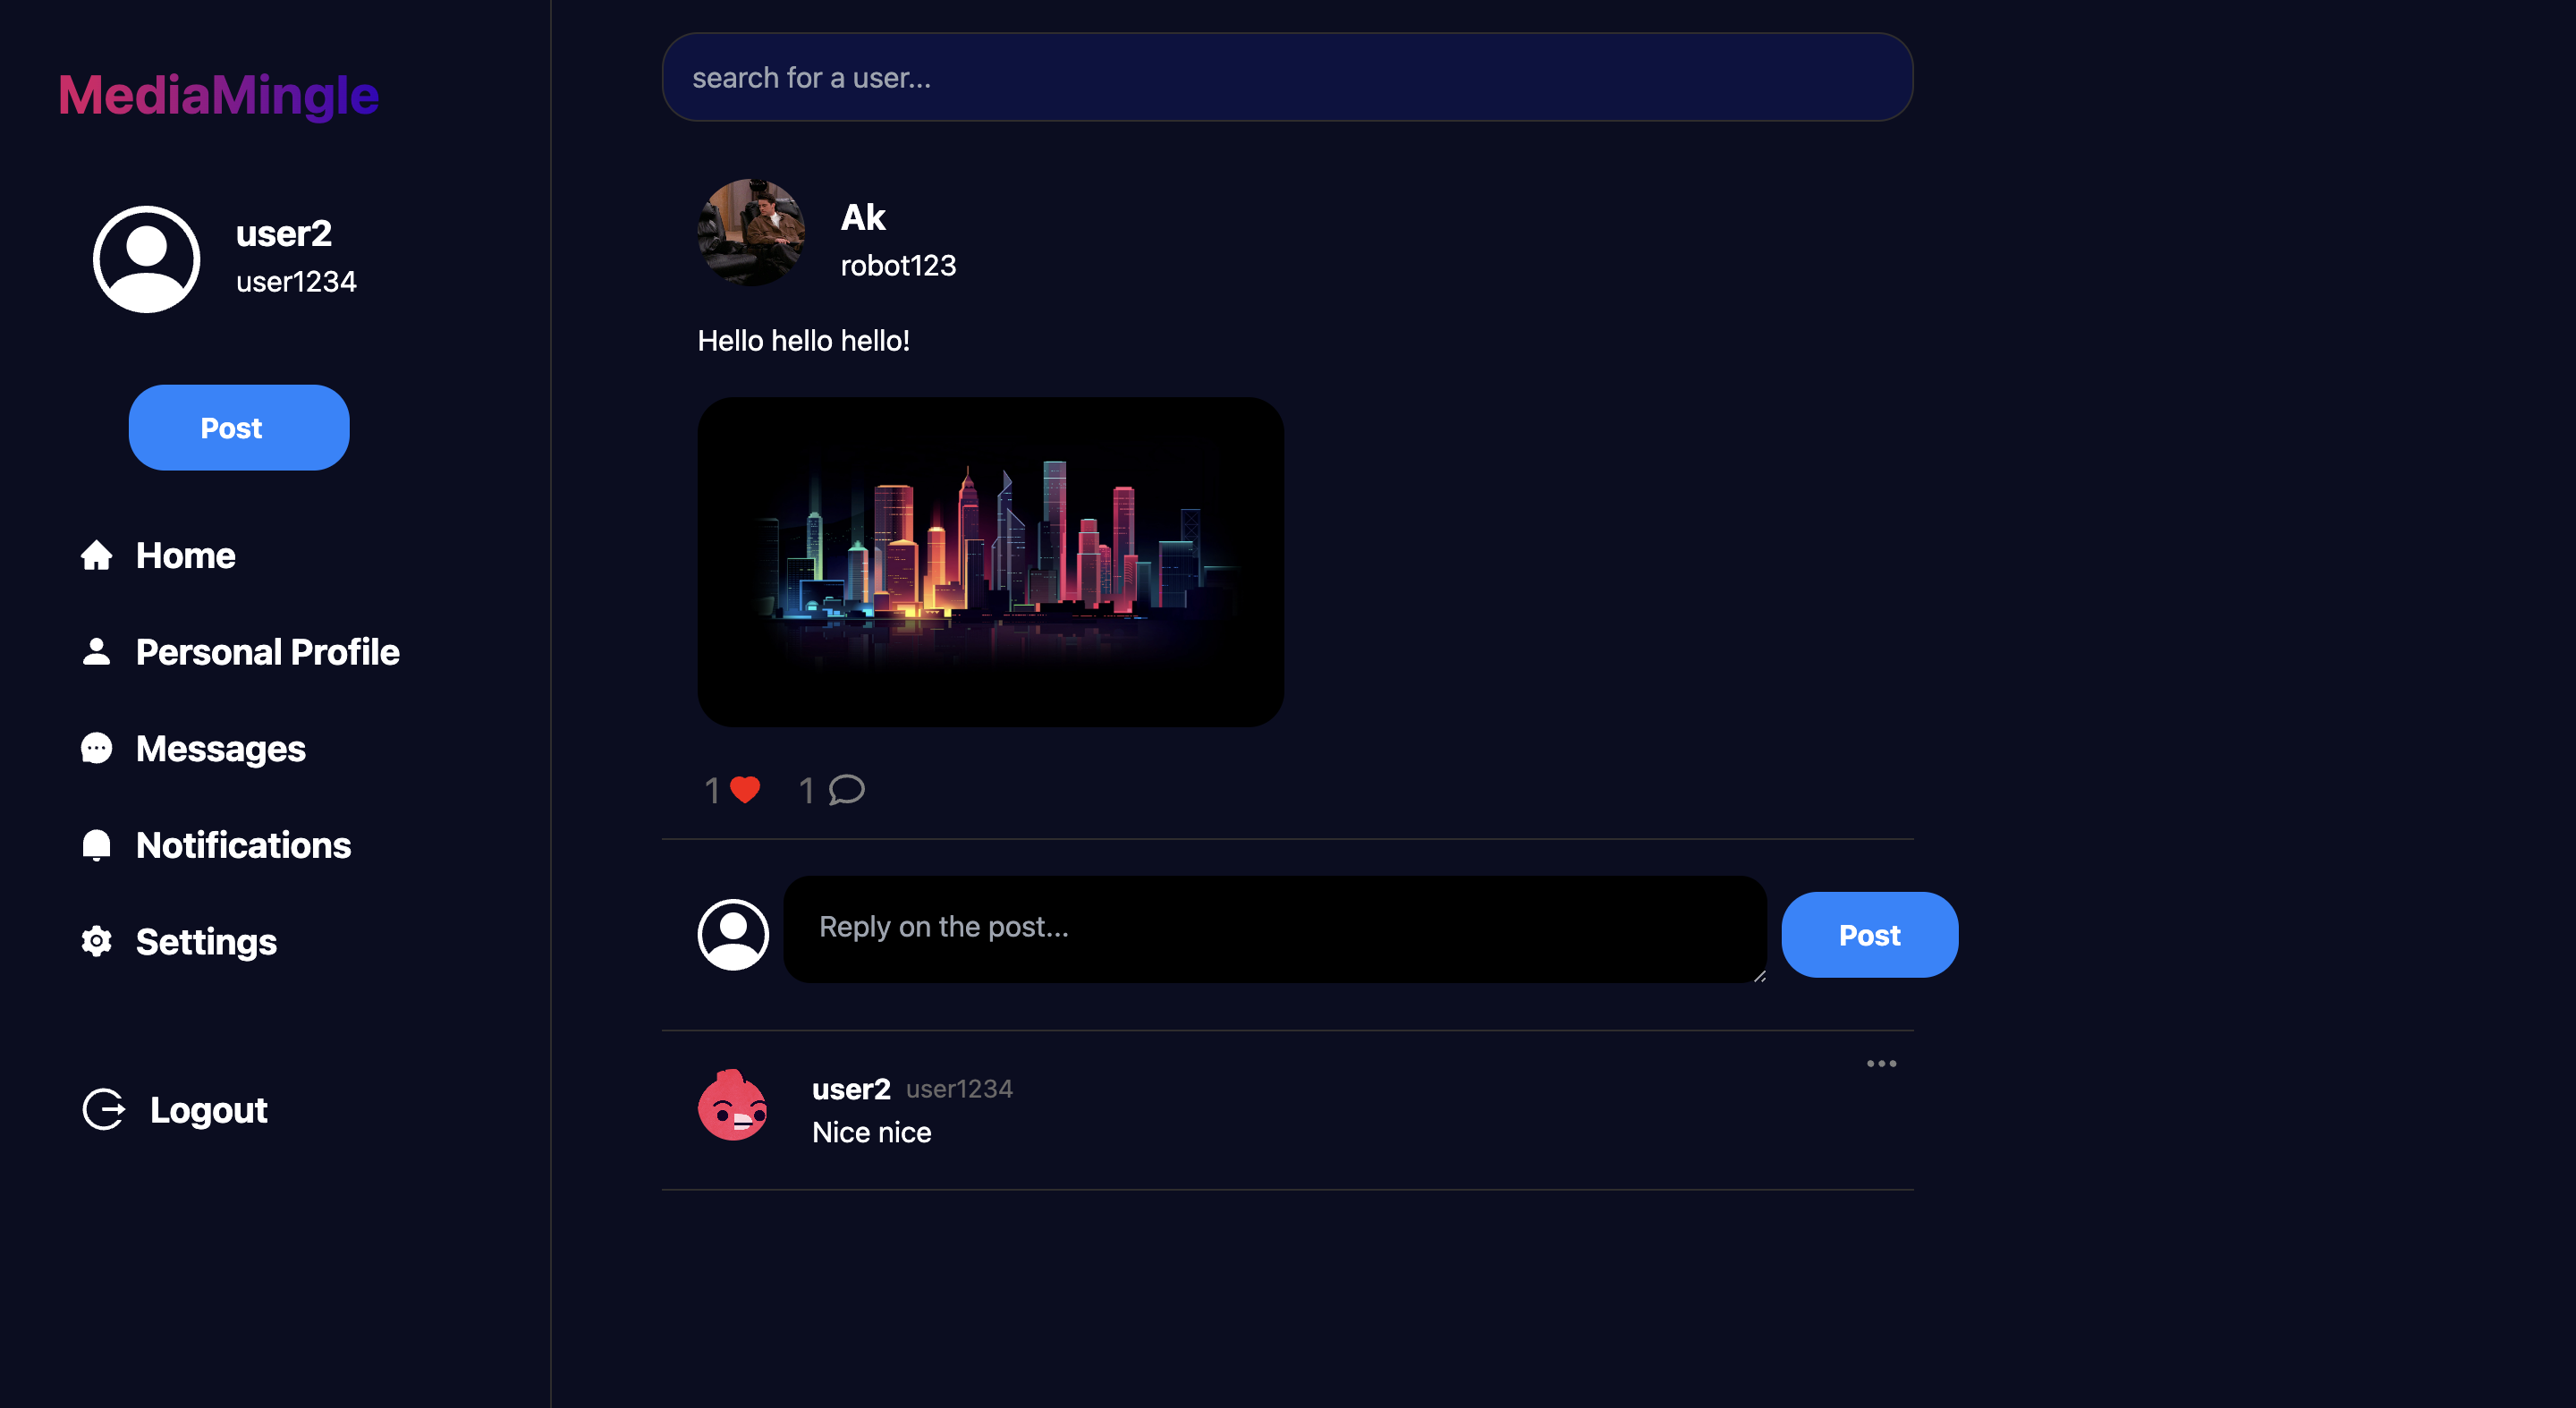 MediaMingle
user2
user1234
Post
Home
Personal Profile
Messages
Notifications
Settings
Logout
search for a user...
Ak
robot123
Hello hello hello!
1 1
Reply on the post...
Post
user2 user1234
Nice nice